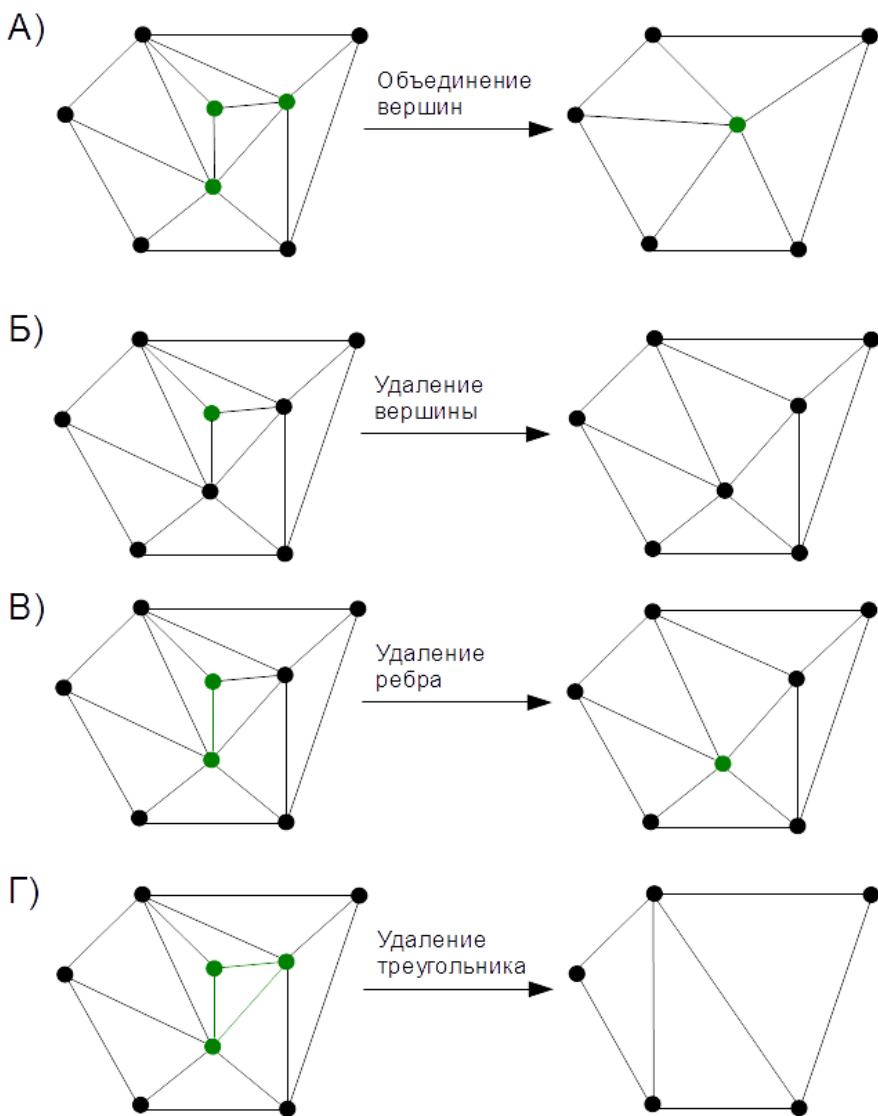 А)
Объединение
вершин
Б)
Удаление
вершины
В)
Удаление
ребра
Г)
Удаление
треугольника